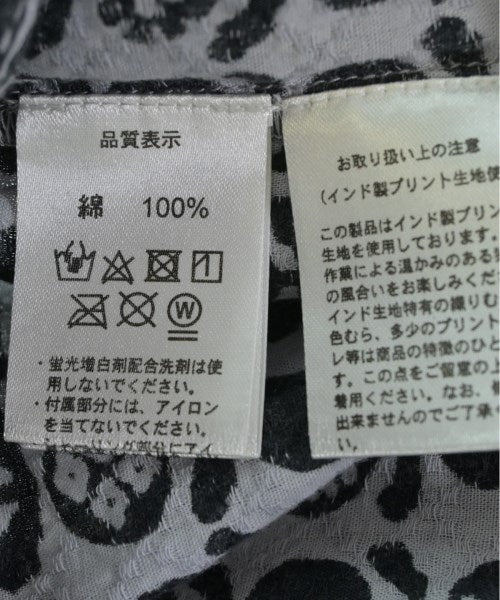 品質表示
綿 100%
W
・蛍光増白剤配合洗剤は使
用しないでください。
・付属部分には、アイロン
を当てないでください。
お取り扱い上の注意
(インド製プリント生地使
この製品はインド製プリン
生地を使用しております。
作業による温かみのある
の風合いをお楽しみくだ
インド生地特有の織りむ
色むら、多少のプリント
レ等は商品の特徴のひと
す。この点をご留意の上
着用ください。なお、
出来ませんのでご了承
い。